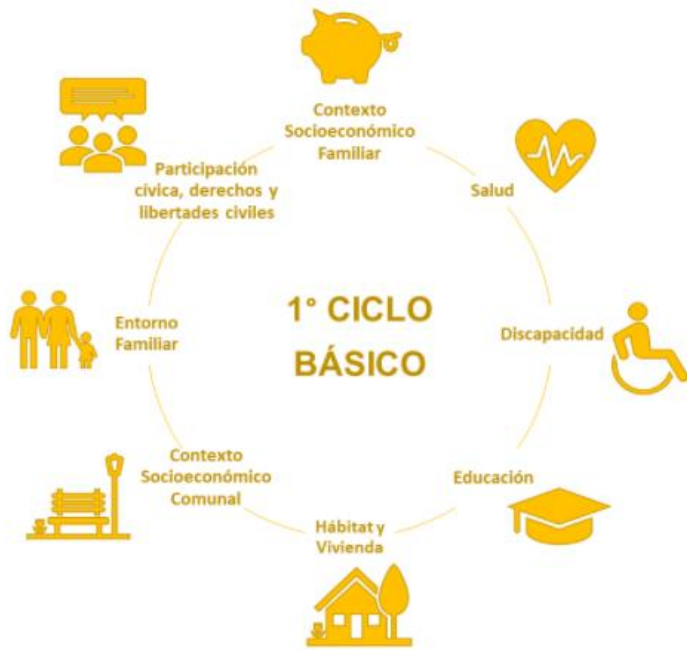 Contexto
Socioeconómico
Familiar
Salud
Discapacidad
Educación
Hábitat y
Vivienda
Contexto
Socioeconómico
Comunal
Entorno
Familiar
Participación
cívica, derechos y
libertades civiles
1° CICLO
BÁSICO